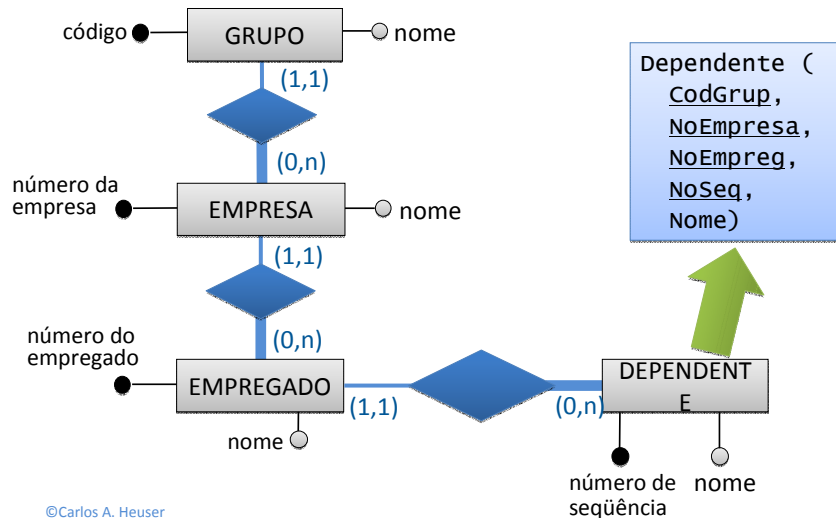 código
GRUPO
nome
(1,1)
(0,n)
número da
empresa
EMPRESA
nome
(1,1)
(0,n)
número do
empregado
EMPREGADO
(1,1)
(0,n)
nome
DEPENDENT
E
número de
seqüência
nome
Dependente (
CodGrup,
NoEmpresa,
NoEmpreg,
NoSeq,
Nome)
©Carlos A. Heuser